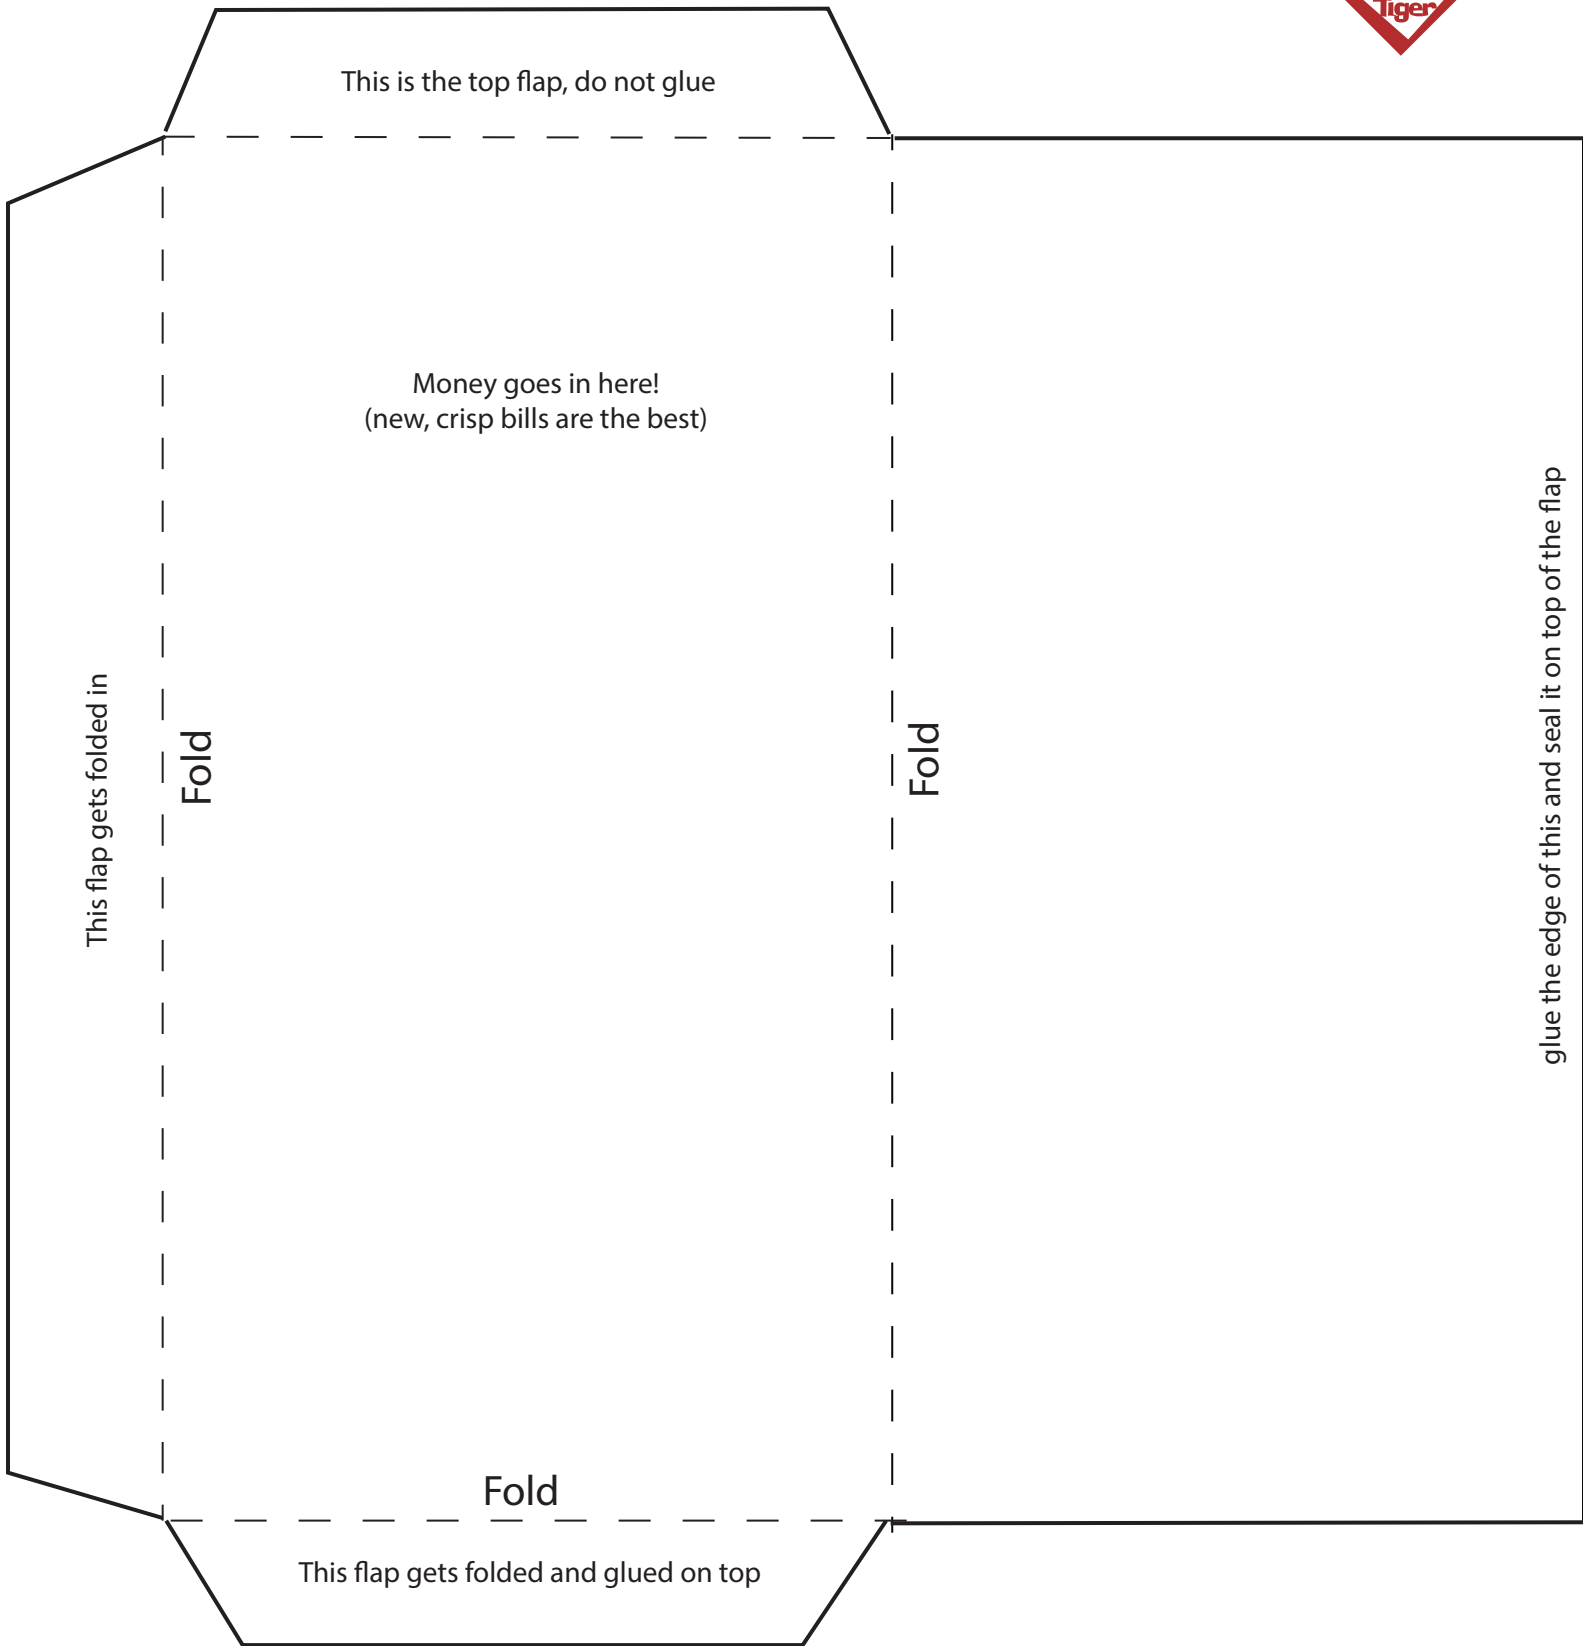 Tiger
This is the top flap, do not glue
Money goes in here!
(new, crisp bills are the best)
This flap gets folded in
Fold
Fold
glue the edge of this and seal it on top of the flap
Fold
This flap gets folded and glued on top